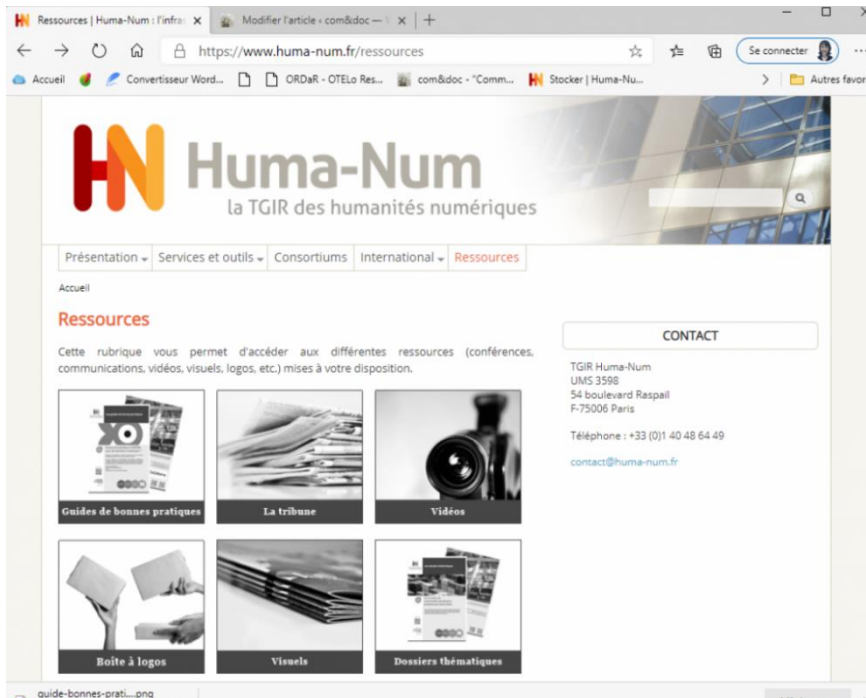 Ressources | Huma-Num : l'infras
Modifier l'article ‹ com&doc —
https://www.huma-num.fr/ressources
Se connecter
Accueil
Convertisseur Word...
ORDaR - OTELo Res...
com&doc - "Comm...
Stocker | Huma-Nu...
Autres favor
HN
Huma-Num
la TGIR des humanités numériques
Présentation
Services et outils
Consortiums
International
Ressources
Accueil
Ressources
Cette rubrique vous permet d'accéder aux différentes ressources (conférences,
communications, vidéos, visuels, logos, etc.) mises à votre disposition.
Guides de bonnes pratiques
La tribune
Vidéos
Boîte à logos
Visuels
Dossiers thématiques
CONTACT
TGIR Huma-Num
UMS 3598
54 boulevard Raspail
F-75006 Paris
Téléphone : +33 (0)1 40 48 64 49
contact@huma-num.fr
guide-bonnes-prati....png